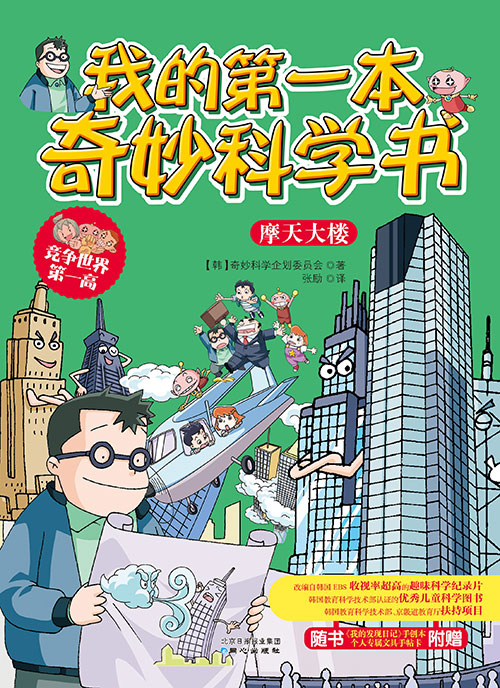 我的第一本
奇妙科学书
摩天大楼
竞争世界
第一高
【韩】奇妙科学企划委员会◎著
张励◎译
改编自韩国EBS 收视率超高的趣味科学纪录片
韩国教育科学技术部认证的优秀儿童科学图书
韩国教育科学技术部、京畿道教育厅扶持项目
随书《我的发现日记》手创本
个人专属文具手帖卡 附赠
北京日报报业集团
同心出版社